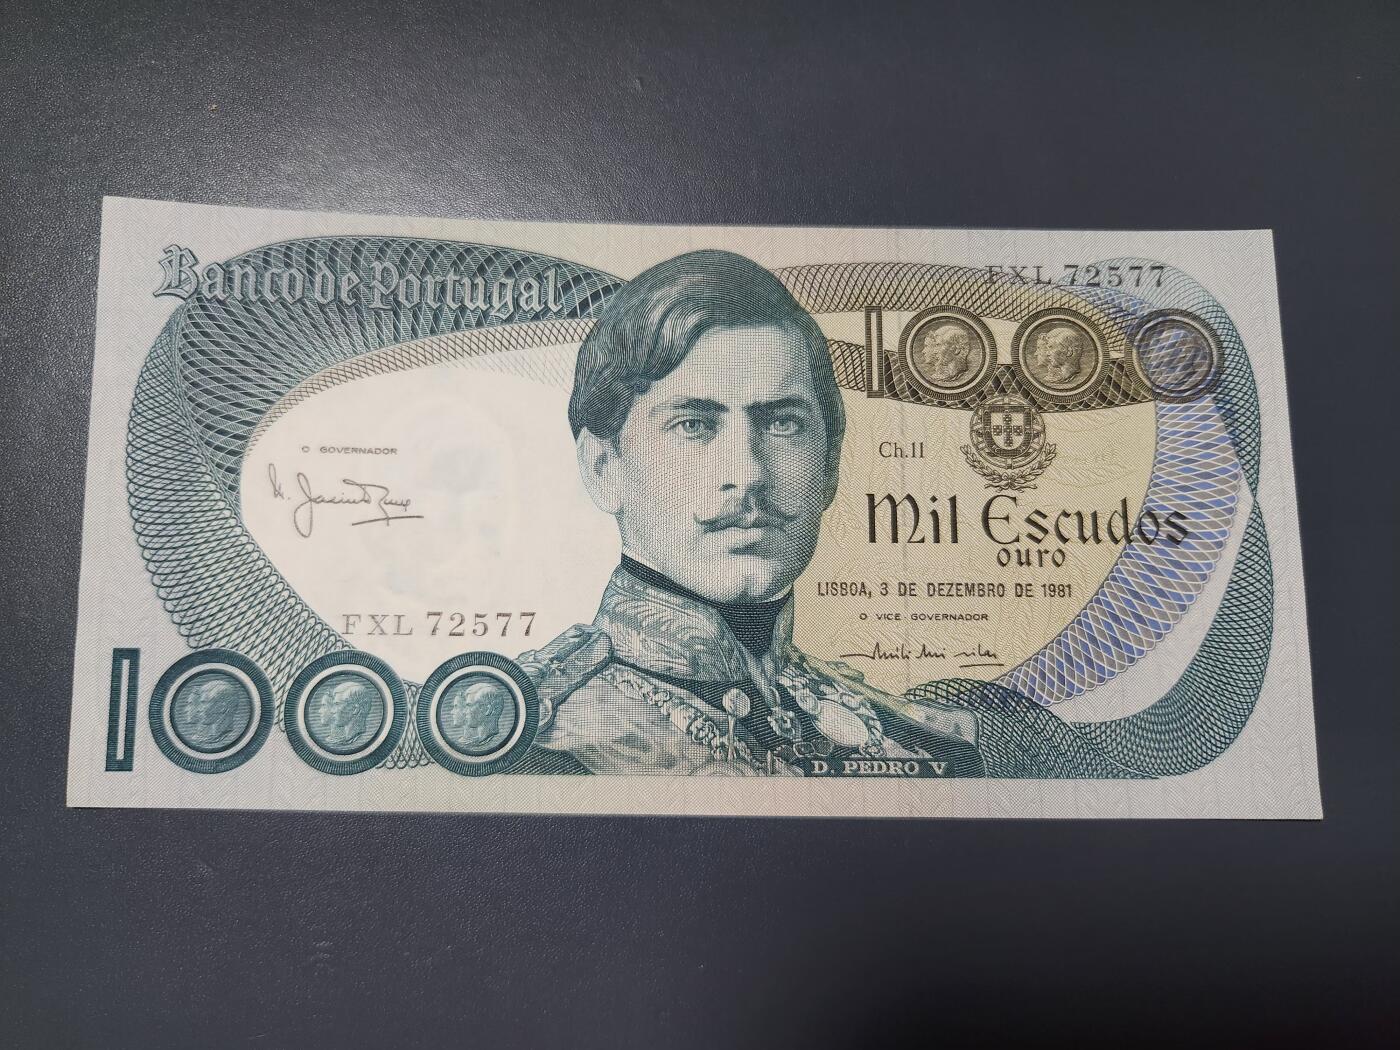 Banco de Portugal
FXL 72577
1000
O GOVERNADOR
Ch.11
Mil Escudos
ouro
LISBOA, 3 DE DEZEMBRO DE 1981
O VICE-GOVERNADOR
FXL 72577
1000
D. PEDRO V